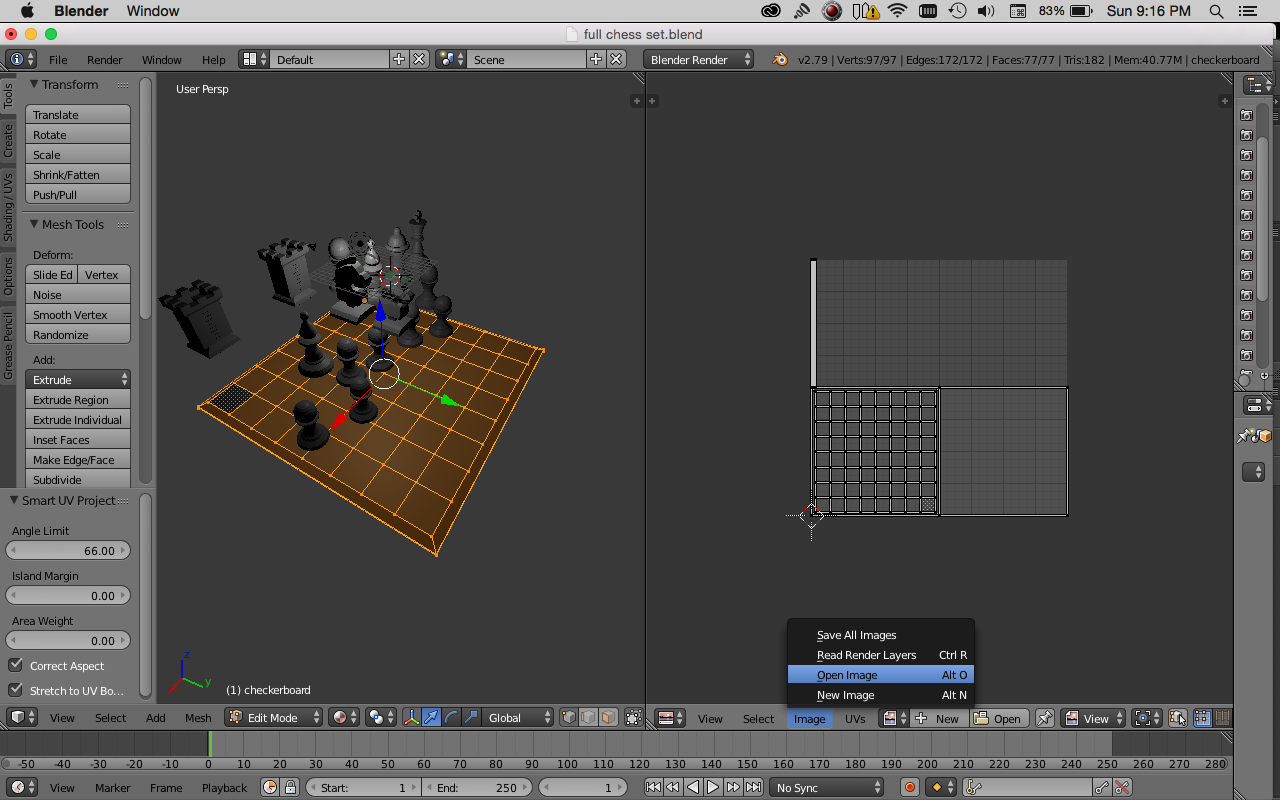 Blender Window 83% Sun 9:16 PM
full chess set.blend
File Render Window Help Default Scene Blender Render v2.79 | Verts:97/97 | Edges:172/172 | Faces:77/77 | Tris:182 | Mem:40.77M | checkerboard
Tools
Create
Shading / UVs
Options
Grease Pencil
Transform
Translate
Rotate
Scale
Shrink/Fatten
Push/Pull
Mesh Tools
Deform:
Slide Ed Vertex
Noise
Smooth Vertex
Randomize
Add:
Extrude
Extrude Region
Extrude Individual
Inset Faces
Make Edge/Face
Subdivide
Smart UV Project
Angle Limit
66.00
Island Margin
0.00
Area Weight
0.00
Correct Aspect
Stretch to UV Bo...
User Persp
z
y
(1) checkerboard
Save All Images
Read Render Layers Ctrl R
Open Image Alt O
New Image Alt N
View Select Add Mesh Edit Mode Global
View Select Image UVs New Open View
-50 -40 -30 -20 -10 0 10 20 30 40 50 60 70 80 90 100 110 120 130 140 150 160 170 180 190 200 210 220 230 240 250 260 270 280
View Marker Frame Playback Start: 1 End: 250 1 No Sync